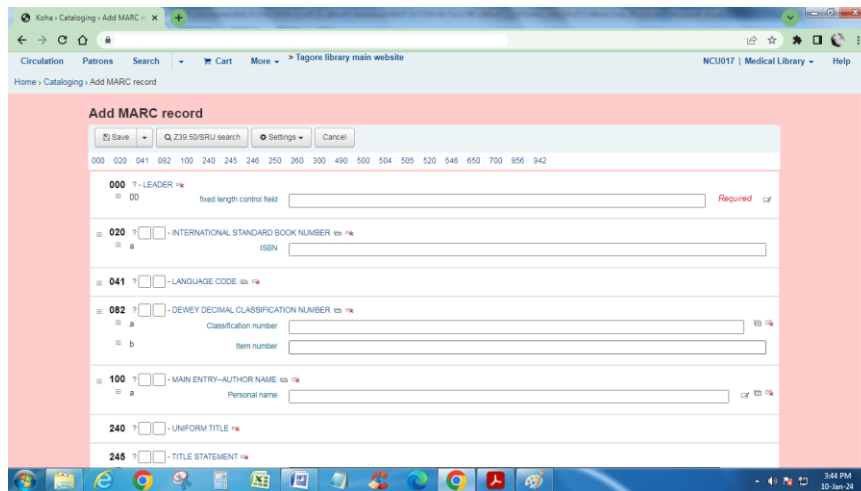 Koha › Cataloging › Add MARC
Circulation Patrons Search Cart More > Tagore library main website NCU017 | Medical Library Help
Home › Cataloging › Add MARC record
Add MARC record
Save Z39.50/SRU search Settings Cancel
000 020 041 082 100 240 245 246 250 260 300 490 500 504 505 520 546 650 700 856 942
000 ? - LEADER
00 fixed length control field Required
020 ? - INTERNATIONAL STANDARD BOOK NUMBER
a ISBN
041 ? - LANGUAGE CODE
082 ? - DEWEY DECIMAL CLASSIFICATION NUMBER
a Classification number
b Item number
100 ? - MAIN ENTRY--AUTHOR NAME
a Personal name
240 ? - UNIFORM TITLE
245 ? - TITLE STATEMENT
3:44 PM
10-Jan-24